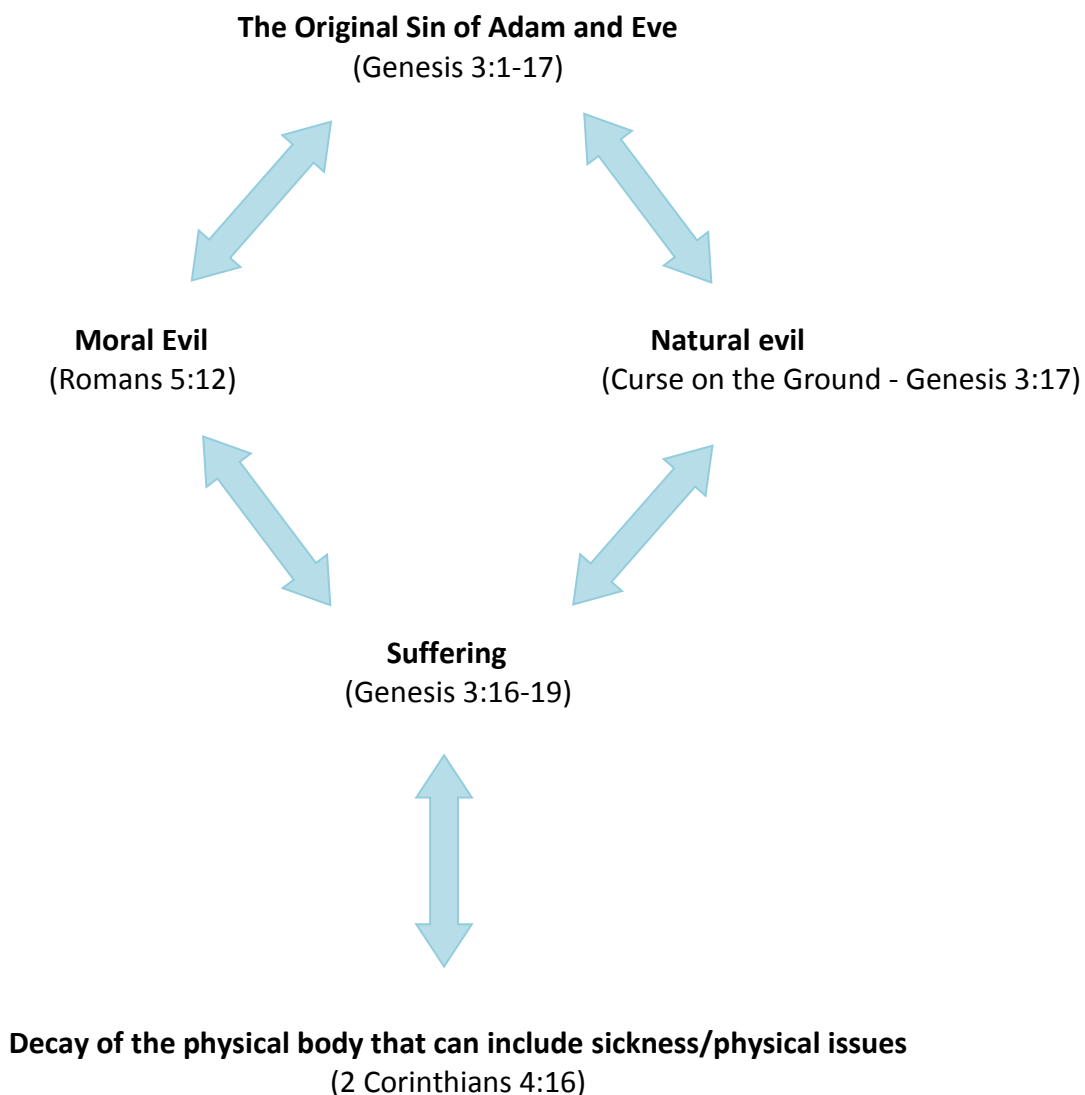 The Original Sin of Adam and Eve
(Genesis 3:1-17)
Moral Evil
(Romans 5:12)
Natural evil
(Curse on the Ground - Genesis 3:17)
Suffering
(Genesis 3:16-19)
Decay of the physical body that can include sickness/physical issues
(2 Corinthians 4:16)